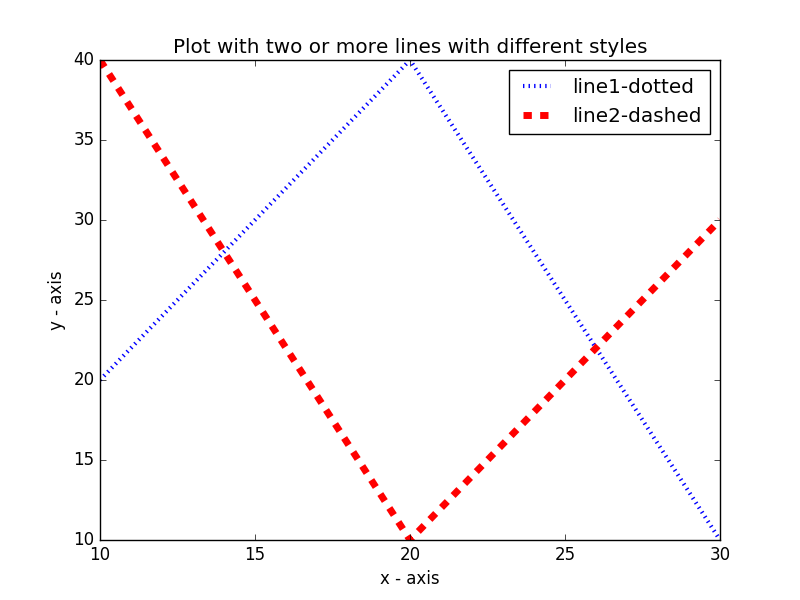 Plot with two or more lines with different styles
line1-dotted
line2-dashed
40
35
30
25
20
15
10
y - axis
10 15 20 25 30
x - axis